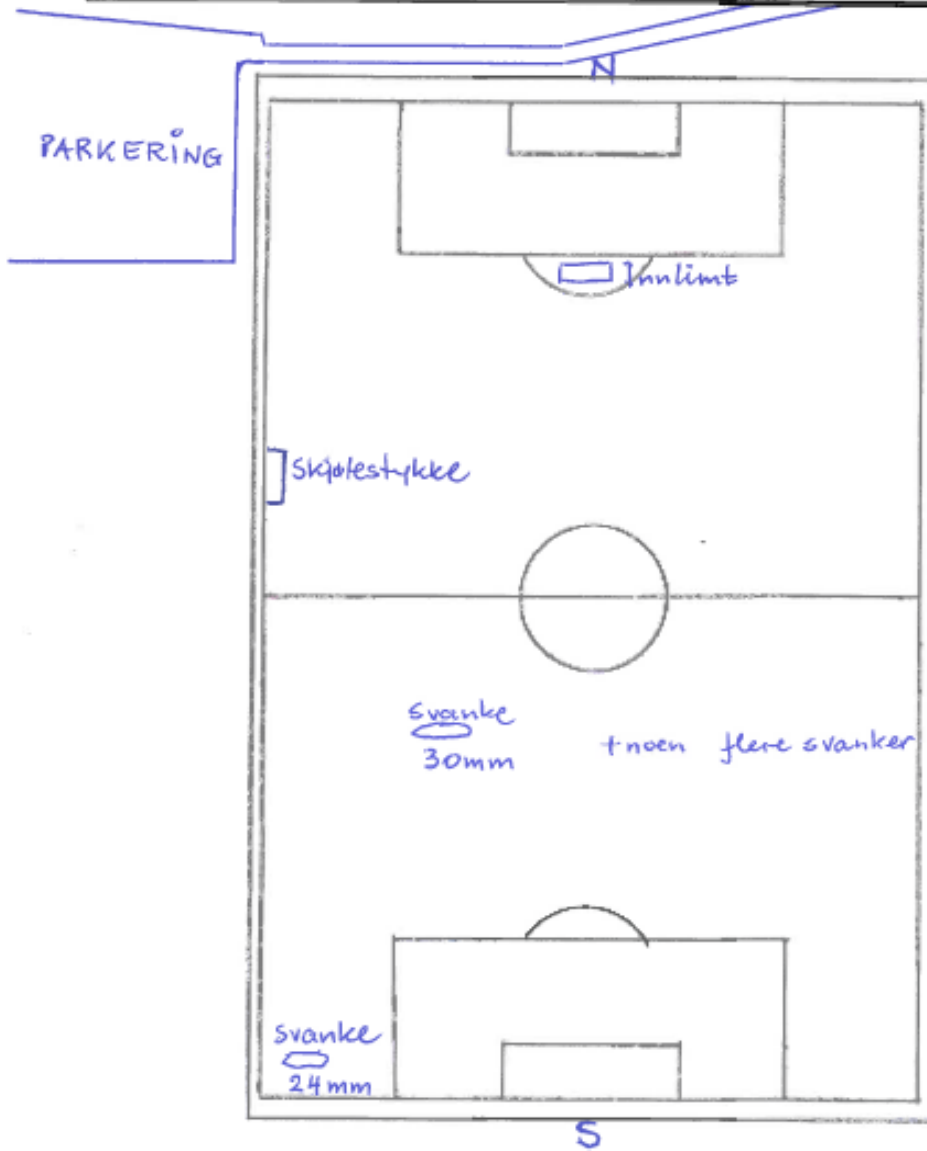 N
PARKERING
Innlimt
Skjøtestykke
svanke
30mm
+noen flere svanker
svanke
24mm
S